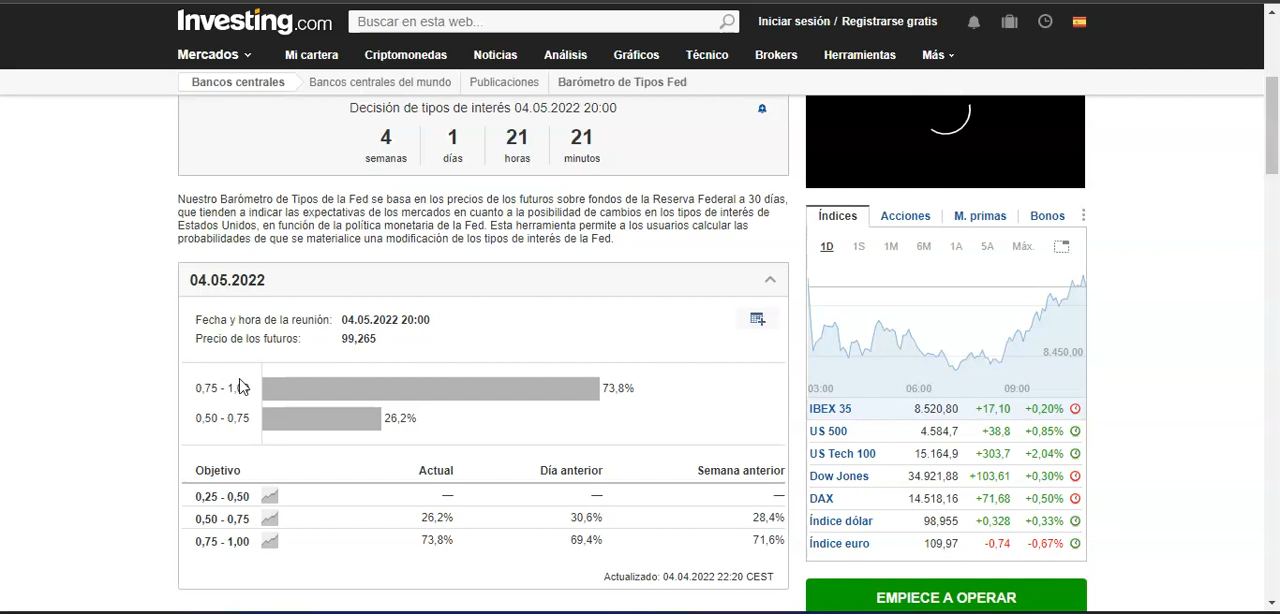 Investing.com
Buscar en esta web...
Iniciar sesión / Registrarse gratis
Mercados
Mi cartera
Criptomonedas
Noticias
Análisis
Gráficos
Técnico
Brokers
Herramientas
Más
Bancos centrales
Bancos centrales del mundo
Publicaciones
Barómetro de Tipos Fed
Decisión de tipos de interés 04.05.2022 20:00
4 1 21 21
semanas días horas minutos
Nuestro Barómetro de Tipos de la Fed se basa en los precios de los futuros sobre fondos de la Reserva Federal a 30 días,
que tienden a indicar las expectativas de los mercados en cuanto a la posibilidad de cambios en los tipos de interés de
Estados Unidos, en función de la política monetaria de la Fed. Esta herramienta permite a los usuarios calcular las
probabilidades de que se materialice una modificación de los tipos de interés de la Fed.
04.05.2022
Fecha y hora de la reunión: 04.05.2022 20:00
Precio de los futuros: 99,265
0,75 - 73,8%
0,50 - 0,75 26,2%
Objetivo Actual Día anterior Semana anterior
0,25 - 0,50 — — —
0,50 - 0,75 26,2% 30,6% 28,4%
0,75 - 1,00 73,8% 69,4% 71,6%
Actualizado: 04.04.2022 22:20 CEST
Índices Acciones M. primas Bonos
1D 1S 1M 6M 1A 5A Máx.
8.450,00
03:00 06:00 09:00
IBEX 35 8.520,80 +17,10 +0,20%
US 500 4.584,7 +38,8 +0,85%
US Tech 100 15.164,9 +303,7 +2,04%
Dow Jones 34.921,88 +103,61 +0,30%
DAX 14.518,16 +71,68 +0,50%
Índice dólar 98,955 +0,328 +0,33%
Índice euro 109,97 -0,74 -0,67%
EMPIECE A OPERAR